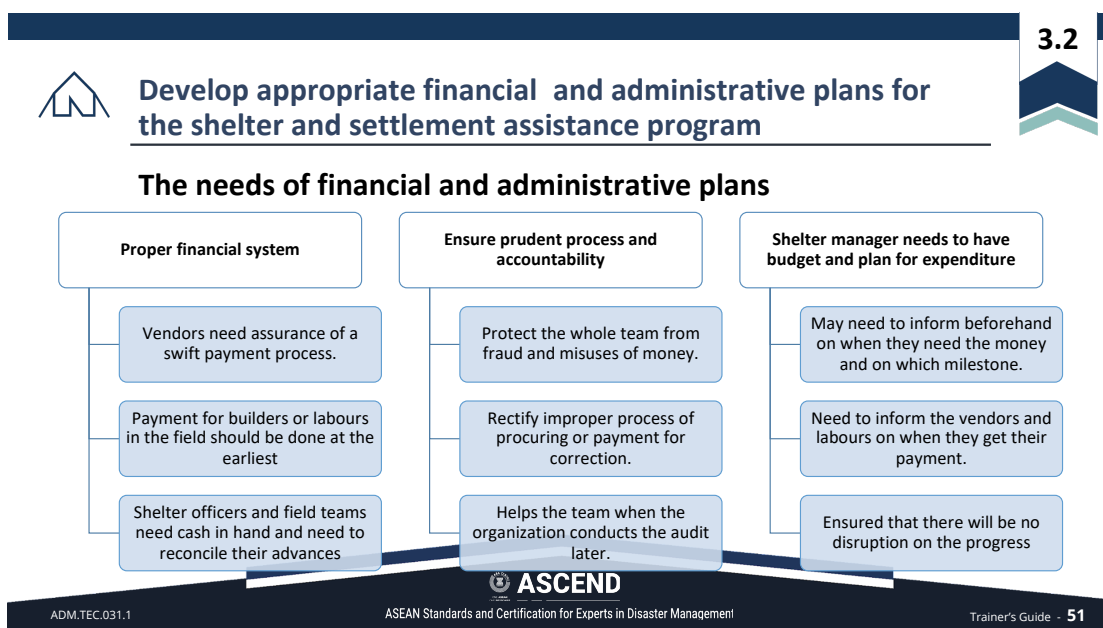 3.2
Develop appropriate financial and administrative plans for
the shelter and settlement assistance program
The needs of financial and administrative plans
Proper financial system
Vendors need assurance of a
swift payment process.
Payment for builders or labours
in the field should be done at the
earliest
Shelter officers and field teams
need cash in hand and need to
reconcile their advances
Ensure prudent process and
accountability
Protect the whole team from
fraud and misuses of money.
Rectify improper process of
procuring or payment for
correction.
Helps the team when the
organization conducts the audit
later.
Shelter manager needs to have
budget and plan for expenditure
May need to inform beforehand
on when they need the money
and on which milestone.
Need to inform the vendors and
labours on when they get their
payment.
Ensured that there will be no
disruption on the progress
ASCEND
ADM.TEC.031.1
ASEAN Standards and Certification for Experts in Disaster Management
Trainer's Guide - 51